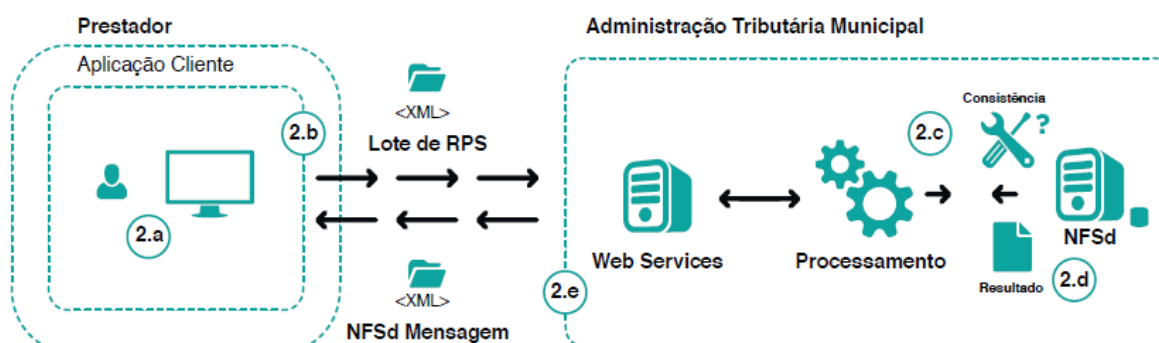 Prestador
Administração Tributária Municipal
Aplicação Cliente
Consistência
<XML>
2.b
Lote de RPS
2.c
?
2.a
Web Services
Processamento
NFSd
<XML>
2.e
Resultado
2.d
NFSd Mensagem